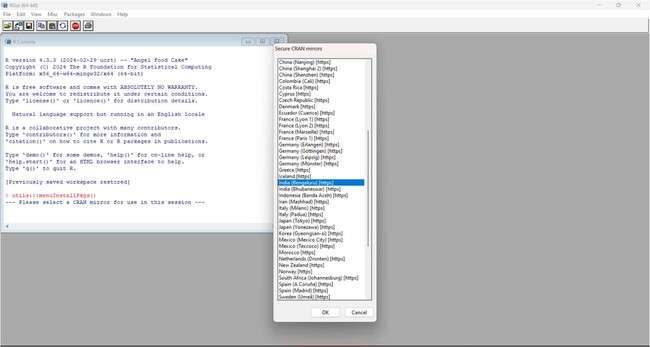 RGui (64-bit)
File Edit View Misc Packages Windows Help
R Console
R version 4.3.3 (2024-02-29 ucrt) -- "Angel Food Cake"
Copyright (C) 2024 The R Foundation for Statistical Computing
Platform: x86_64-w64-mingw32/x64 (64-bit)
R is free software and comes with ABSOLUTELY NO WARRANTY.
You are welcome to redistribute it under certain conditions.
Type 'license()' or 'licence()' for distribution details.
Natural language support but running in an English locale
R is a collaborative project with many contributors.
Type 'contributors()' for more information and
'citation()' on how to cite R or R packages in publications.
Type 'demo()' for some demos, 'help()' for on-line help, or
'help.start()' for an HTML browser interface to help.
Type 'q()' to quit R.
[Previously saved workspace restored]
> utils:::menuInstallPkgs()
--- Please select a CRAN mirror for use in this session ---
Secure CRAN mirrors
China (Nanjing) [https]
China (Shanghai 2) [https]
China (Shenzhen) [https]
Colombia (Cali) [https]
Costa Rica [https]
Cyprus [https]
Czech Republic [https]
Denmark [https]
Ecuador (Cuenca) [https]
France (Lyon 1) [https]
France (Lyon 2) [https]
France (Marseille) [https]
France (Paris 1) [https]
Germany (Erlangen) [https]
Germany (Göttingen) [https]
Germany (Leipzig) [https]
Germany (Münster) [https]
Greece [https]
Iceland [https]
India (Bengaluru) [https]
India (Bhubaneswar) [https]
Indonesia (Banda Aceh) [https]
Iran (Mashhad) [https]
Italy (Milano) [https]
Italy (Padua) [https]
Japan (Tokyo) [https]
Japan (Yonezawa) [https]
Korea (Gyeongsan-si) [https]
Mexico (Mexico City) [https]
Mexico (Texcoco) [https]
Morocco [https]
Netherlands (Dronten) [https]
New Zealand [https]
Norway [https]
South Africa (Johannesburg) [https]
Spain (A Coruña) [https]
Spain (Madrid) [https]
Sweden (Umeå) [https]
OK Cancel